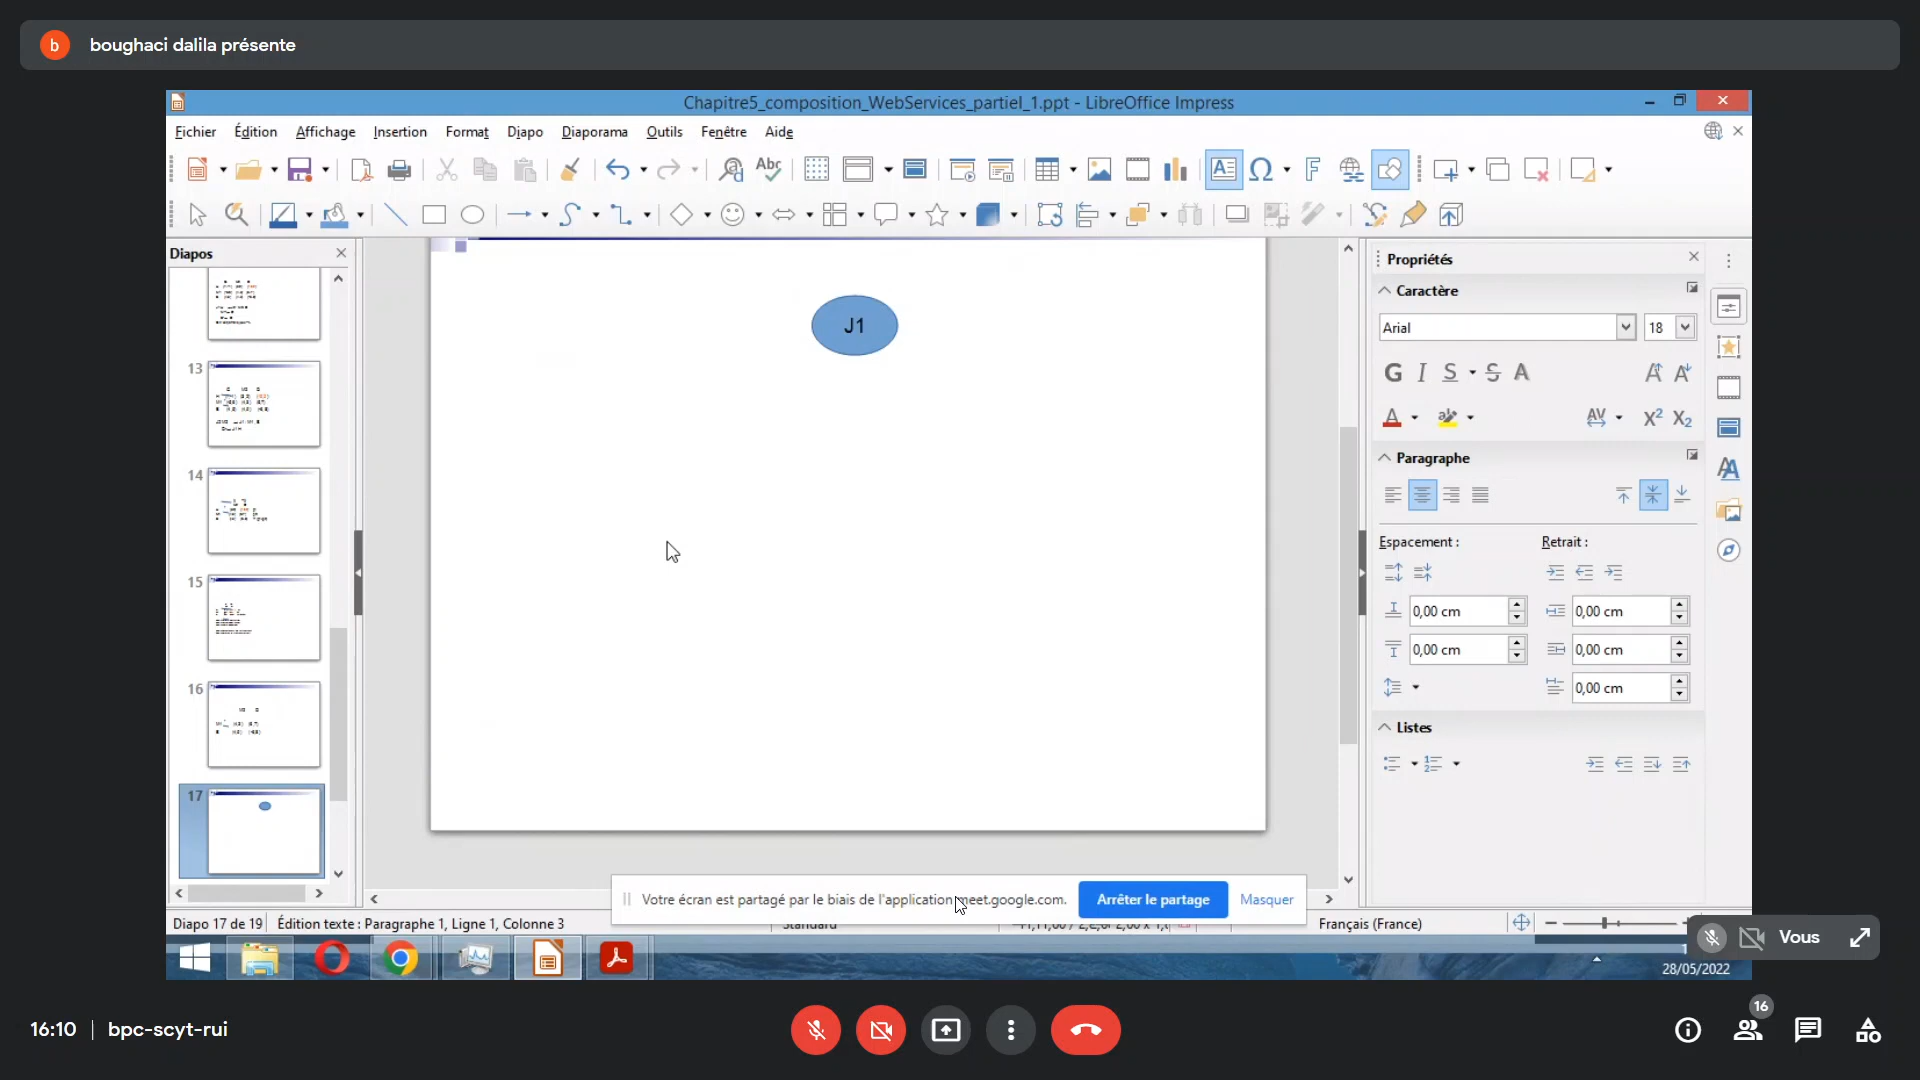 b boughaci dalila présente
Chapitre5_composition_WebServices_partiel_1.ppt - LibreOffice Impress
Fichier Édition Affichage Insertion Format Diapo Diaporama Outils Fenêtre Aide
Diapos
13
14
15
16
17
J1
Propriétés
Caractère
Arial 18
Paragraphe
Espacement : Retrait :
0,00 cm 0,00 cm
0,00 cm 0,00 cm
0,00 cm
Listes
Votre écran est partagé par le biais de l'application meet.google.com. Arrêter le partage Masquer
Diapo 17 de 19 Édition texte : Paragraphe 1, Ligne 1, Colonne 3 Standard Français (France)
Vous
28/05/2022
16:10 | bpc-scyt-rui
16